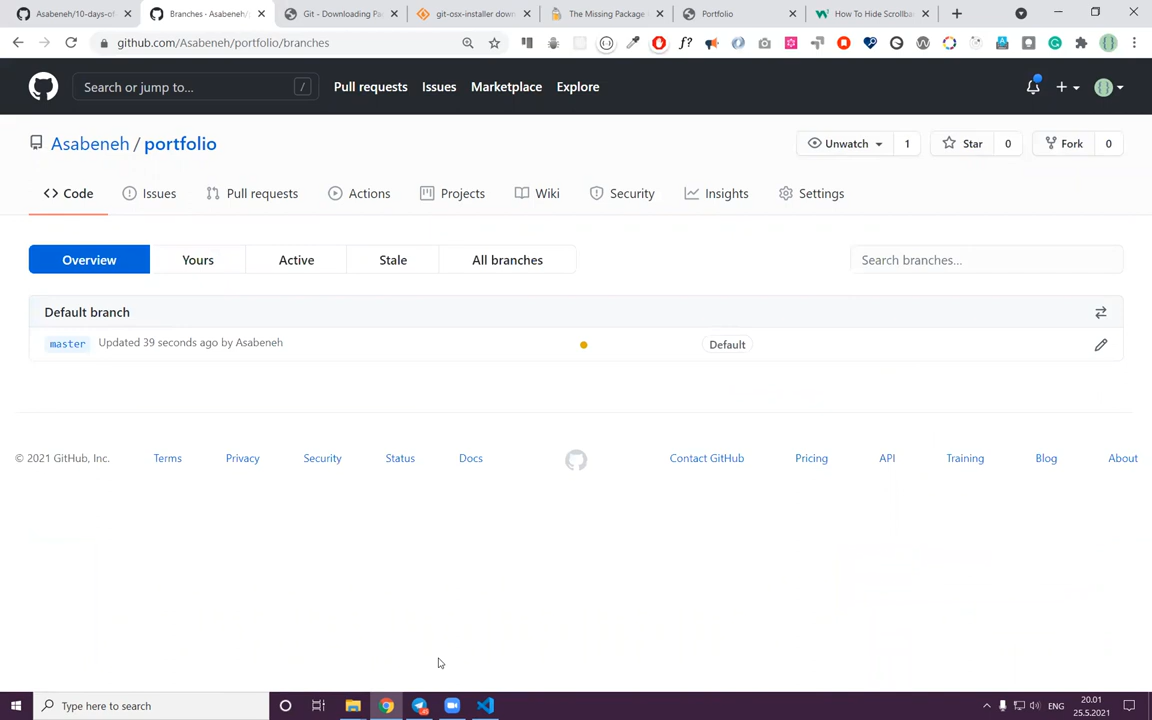 Asabeneh/10-days-of
Branches - Asabeneh/
Git - Downloading Pa
git-osx-installer down
The Missing Package
Portfolio
How To Hide Scrollba
github.com/Asabeneh/portfolio/branches
Search or jump to... /
Pull requests
Issues
Marketplace
Explore
Asabeneh / portfolio
Unwatch 1
Star 0
Fork 0
Code
Issues
Pull requests
Actions
Projects
Wiki
Security
Insights
Settings
Overview
Yours
Active
Stale
All branches
Search branches...
Default branch
master Updated 39 seconds ago by Asabeneh Default
© 2021 GitHub, Inc.
Terms
Privacy
Security
Status
Docs
Contact GitHub
Pricing
API
Training
Blog
About
Type here to search
ENG
20.01
25.5.2021